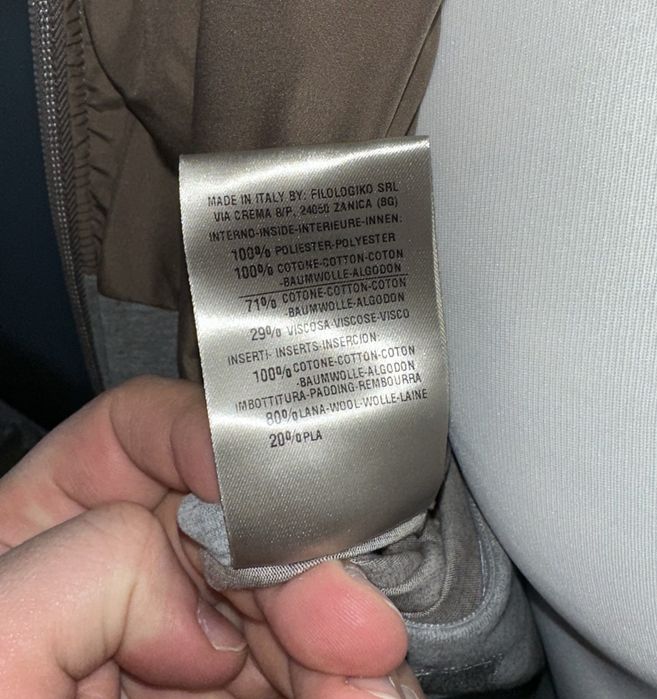 MADE IN ITALY BY: FILOLOGIKO SRL
VIA CREMA 8/P, 24050 ZANICA (BG)
INTERNO-INSIDE-INTERIEURE-INNEN:
100% POLIESTER-POLYESTER
100% COTONE-COTTON-COTON
-BAUMWOLLE-ALGODON
71% COTONE-COTTON-COTON
-BAUMWOLLE-ALGODON
29% VISCOSA-VISCOSE-VISCO
INSERTI- INSERTS-INSERCION:
100% COTONE-COTTON-COTON
-BAUMWOLLE-ALGODON
IMBOTTITURA-PADDING-REMBOURRA
80% LANA-WOOL-WOLLE-LAINE
20% PLA